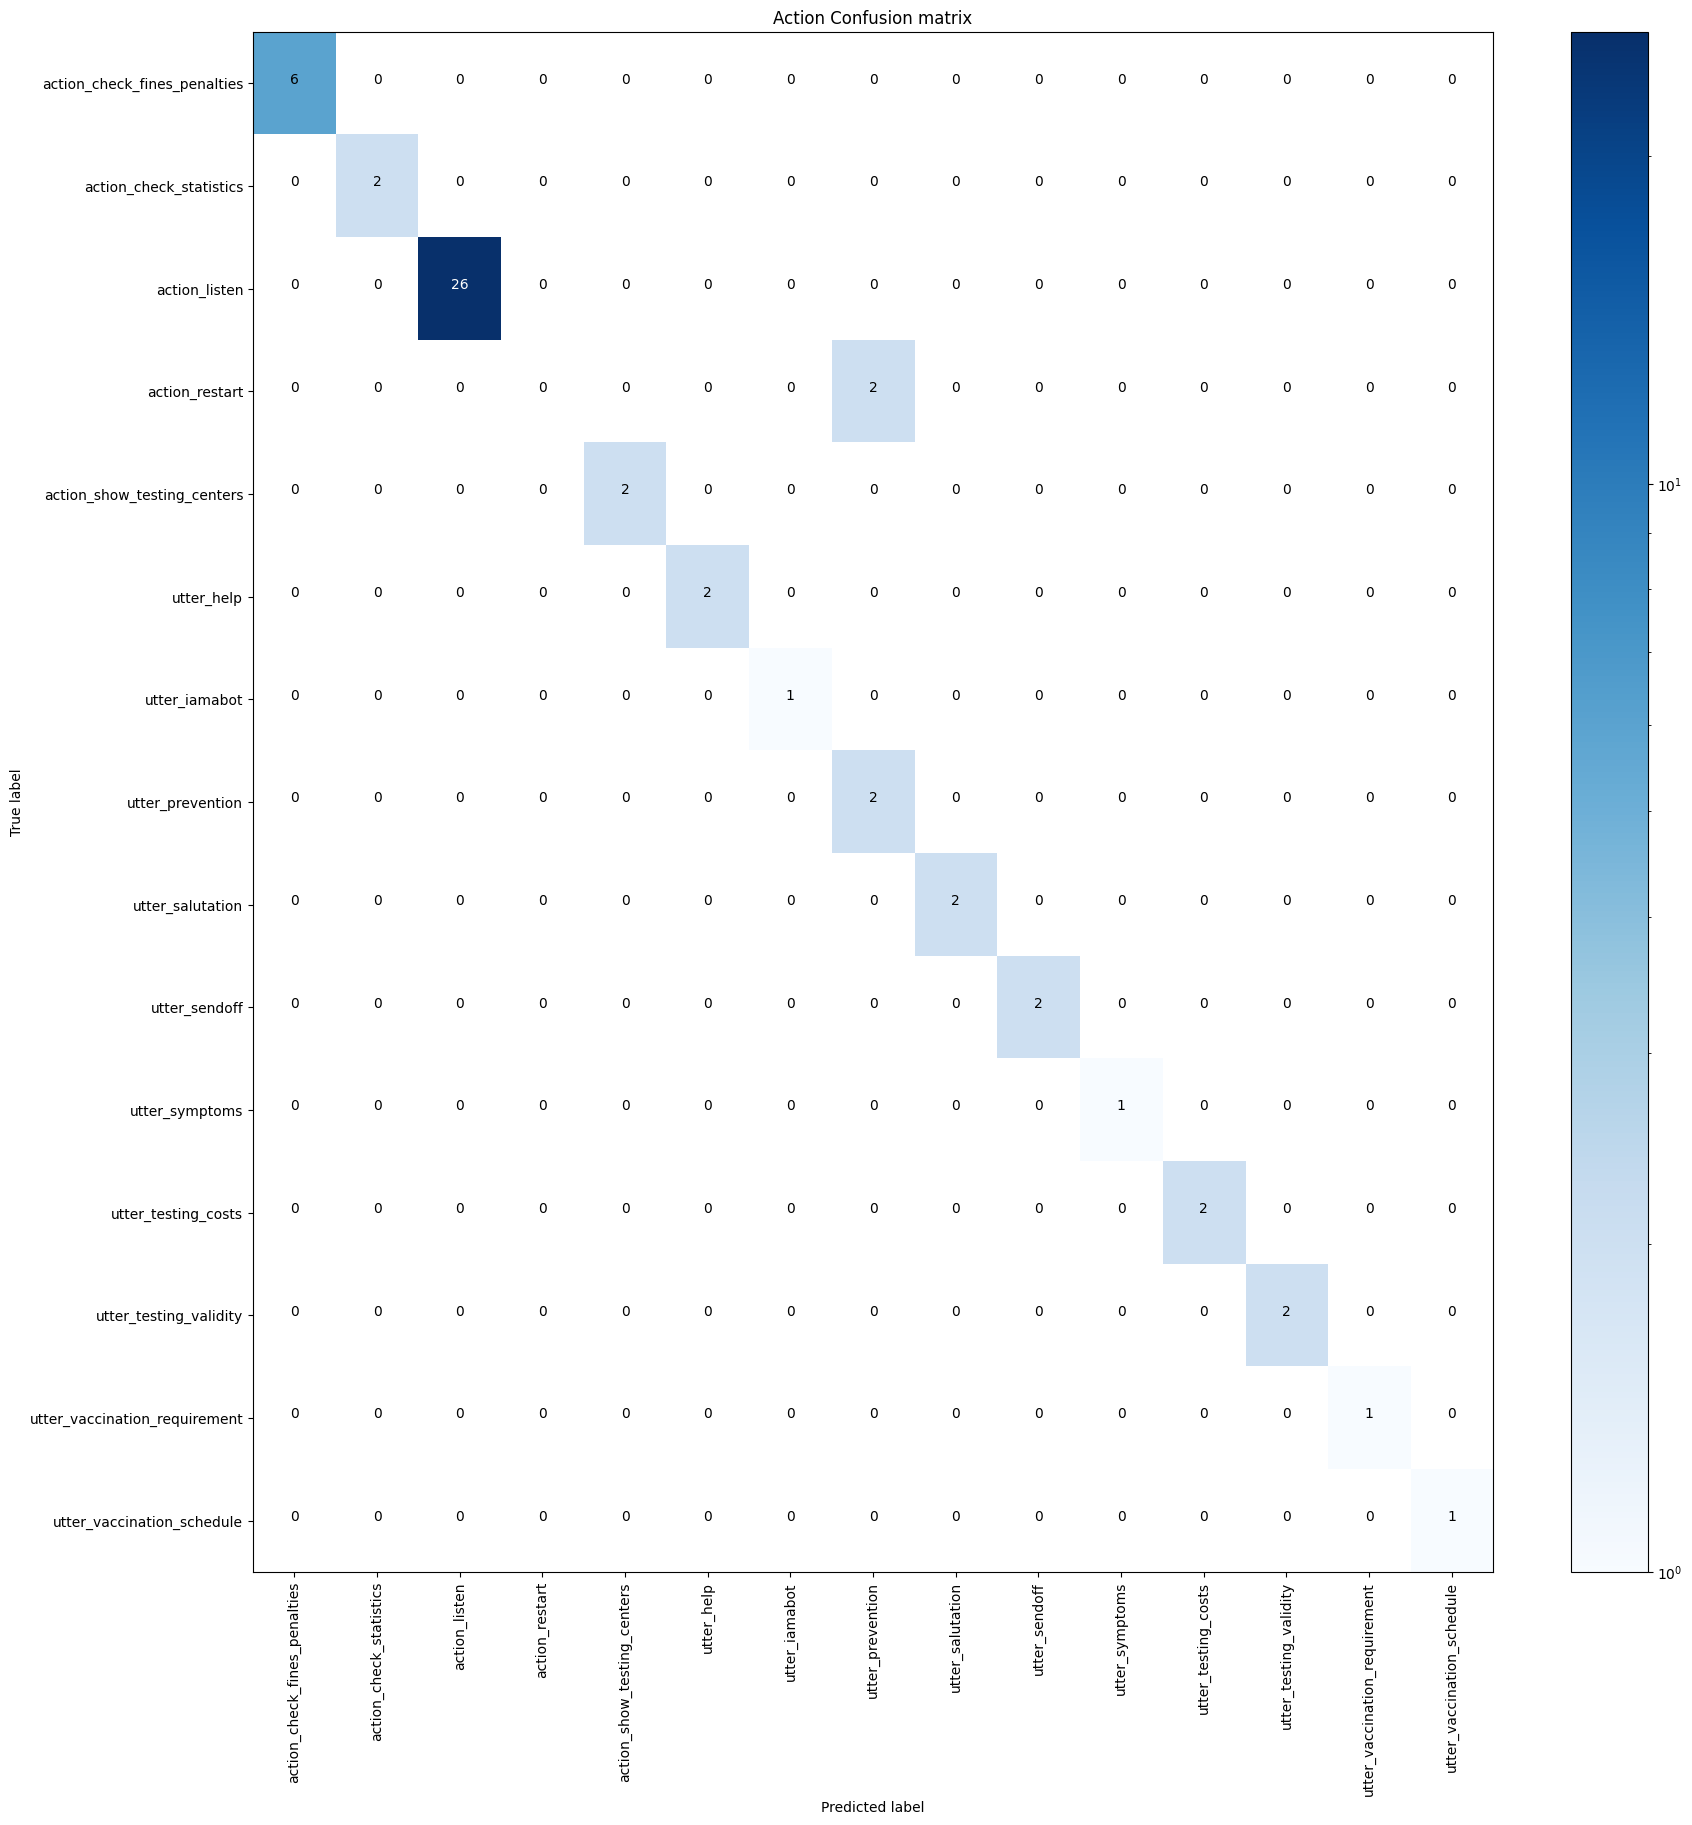 Action Confusion matrix
action_check_fines_penalties 6 0 0 0 0 0 0 0 0 0 0 0 0 0 0
action_check_statistics 0 2 0 0 0 0 0 0 0 0 0 0 0 0 0
action_listen 0 0 26 0 0 0 0 0 0 0 0 0 0 0 0
action_restart 0 0 0 0 0 0 0 2 0 0 0 0 0 0 0
action_show_testing_centers 0 0 0 0 2 0 0 0 0 0 0 0 0 0 0
utter_help 0 0 0 0 0 2 0 0 0 0 0 0 0 0 0
utter_iamabot 0 0 0 0 0 0 1 0 0 0 0 0 0 0 0
utter_prevention 0 0 0 0 0 0 0 2 0 0 0 0 0 0 0
utter_salutation 0 0 0 0 0 0 0 0 2 0 0 0 0 0 0
utter_sendoff 0 0 0 0 0 0 0 0 0 2 0 0 0 0 0
utter_symptoms 0 0 0 0 0 0 0 0 0 0 1 0 0 0 0
utter_testing_costs 0 0 0 0 0 0 0 0 0 0 0 2 0 0 0
utter_testing_validity 0 0 0 0 0 0 0 0 0 0 0 0 2 0 0
utter_vaccination_requirement 0 0 0 0 0 0 0 0 0 0 0 0 0 1 0
utter_vaccination_schedule 0 0 0 0 0 0 0 0 0 0 0 0 0 0 1
True label
action_check_fines_penalties
action_check_statistics
action_listen
action_restart
action_show_testing_centers
utter_help
utter_iamabot
utter_prevention
utter_salutation
utter_sendoff
utter_symptoms
utter_testing_costs
utter_testing_validity
utter_vaccination_requirement
utter_vaccination_schedule
Predicted label
10¹
10⁰